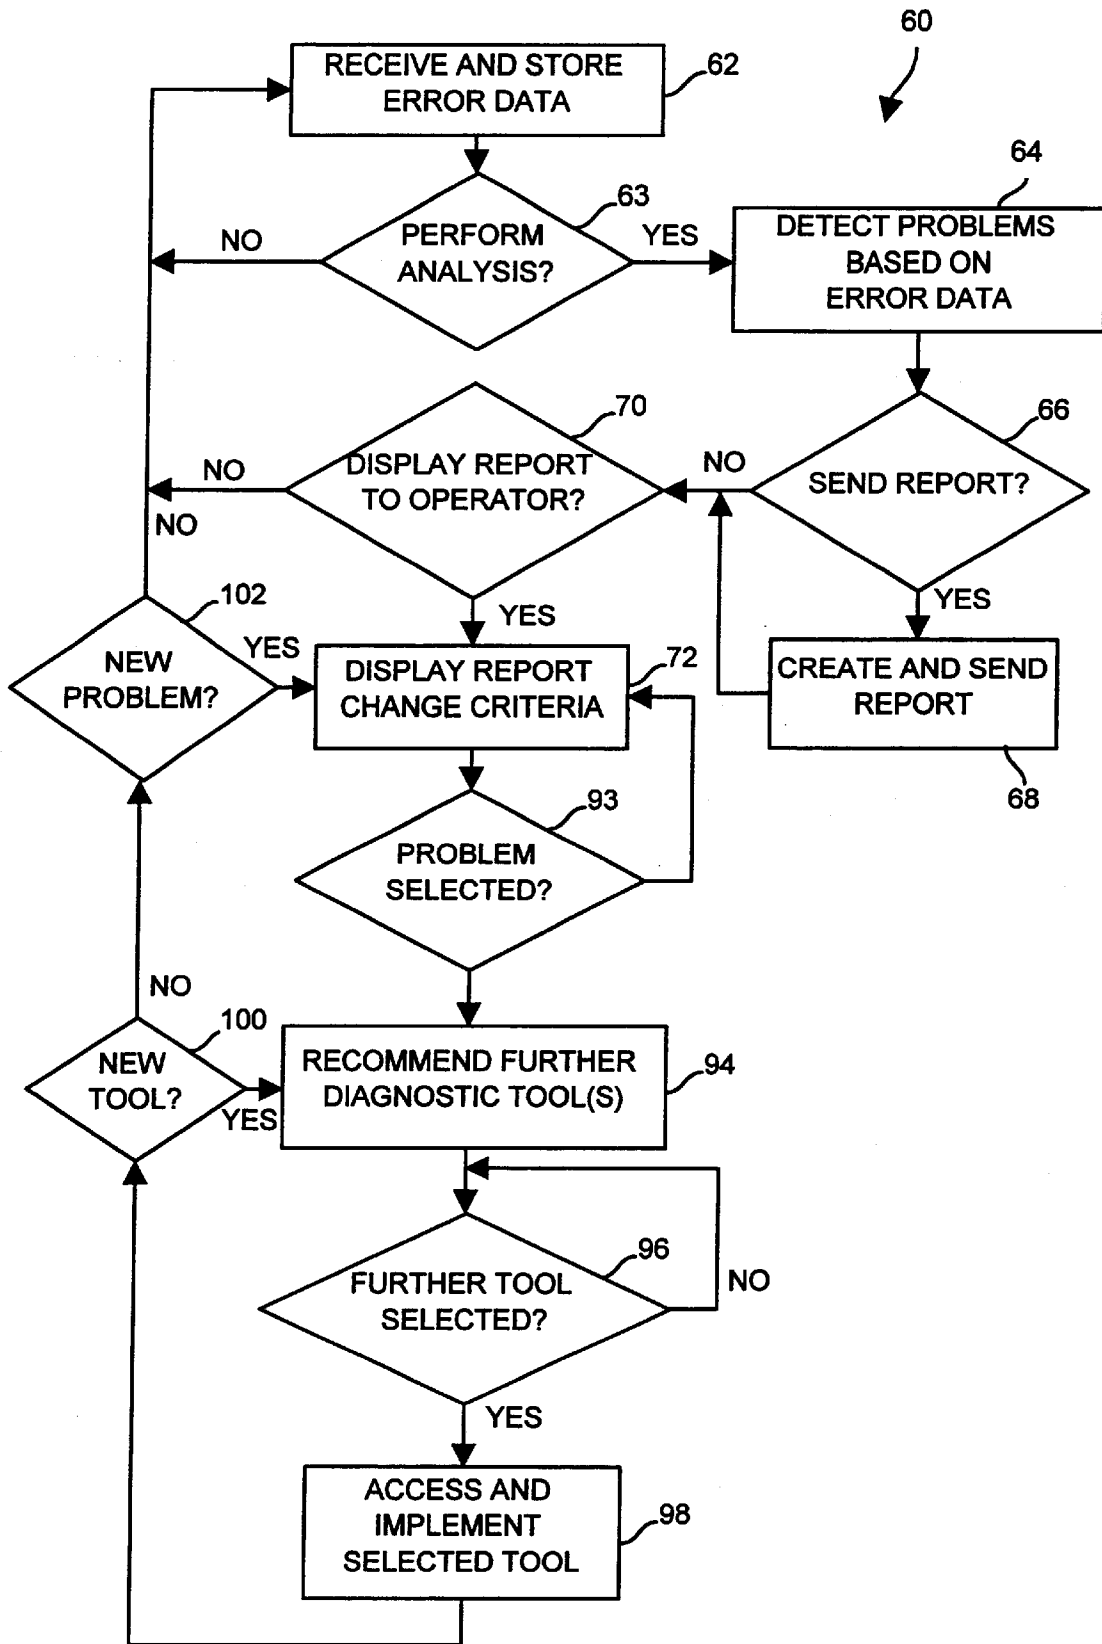 60
RECEIVE AND STORE
ERROR DATA
62
63
PERFORM
ANALYSIS?
NO
YES
64
DETECT PROBLEMS
BASED ON
ERROR DATA
70
DISPLAY REPORT
TO OPERATOR?
NO
NO
66
SEND REPORT?
YES
YES
NO
102
NEW
PROBLEM?
YES
DISPLAY REPORT
CHANGE CRITERIA
72
CREATE AND SEND
REPORT
68
93
PROBLEM
SELECTED?
NO
100
NEW
TOOL?
YES
RECOMMEND FURTHER
DIAGNOSTIC TOOL(S)
94
96
FURTHER TOOL
SELECTED?
NO
YES
ACCESS AND
IMPLEMENT
SELECTED TOOL
98